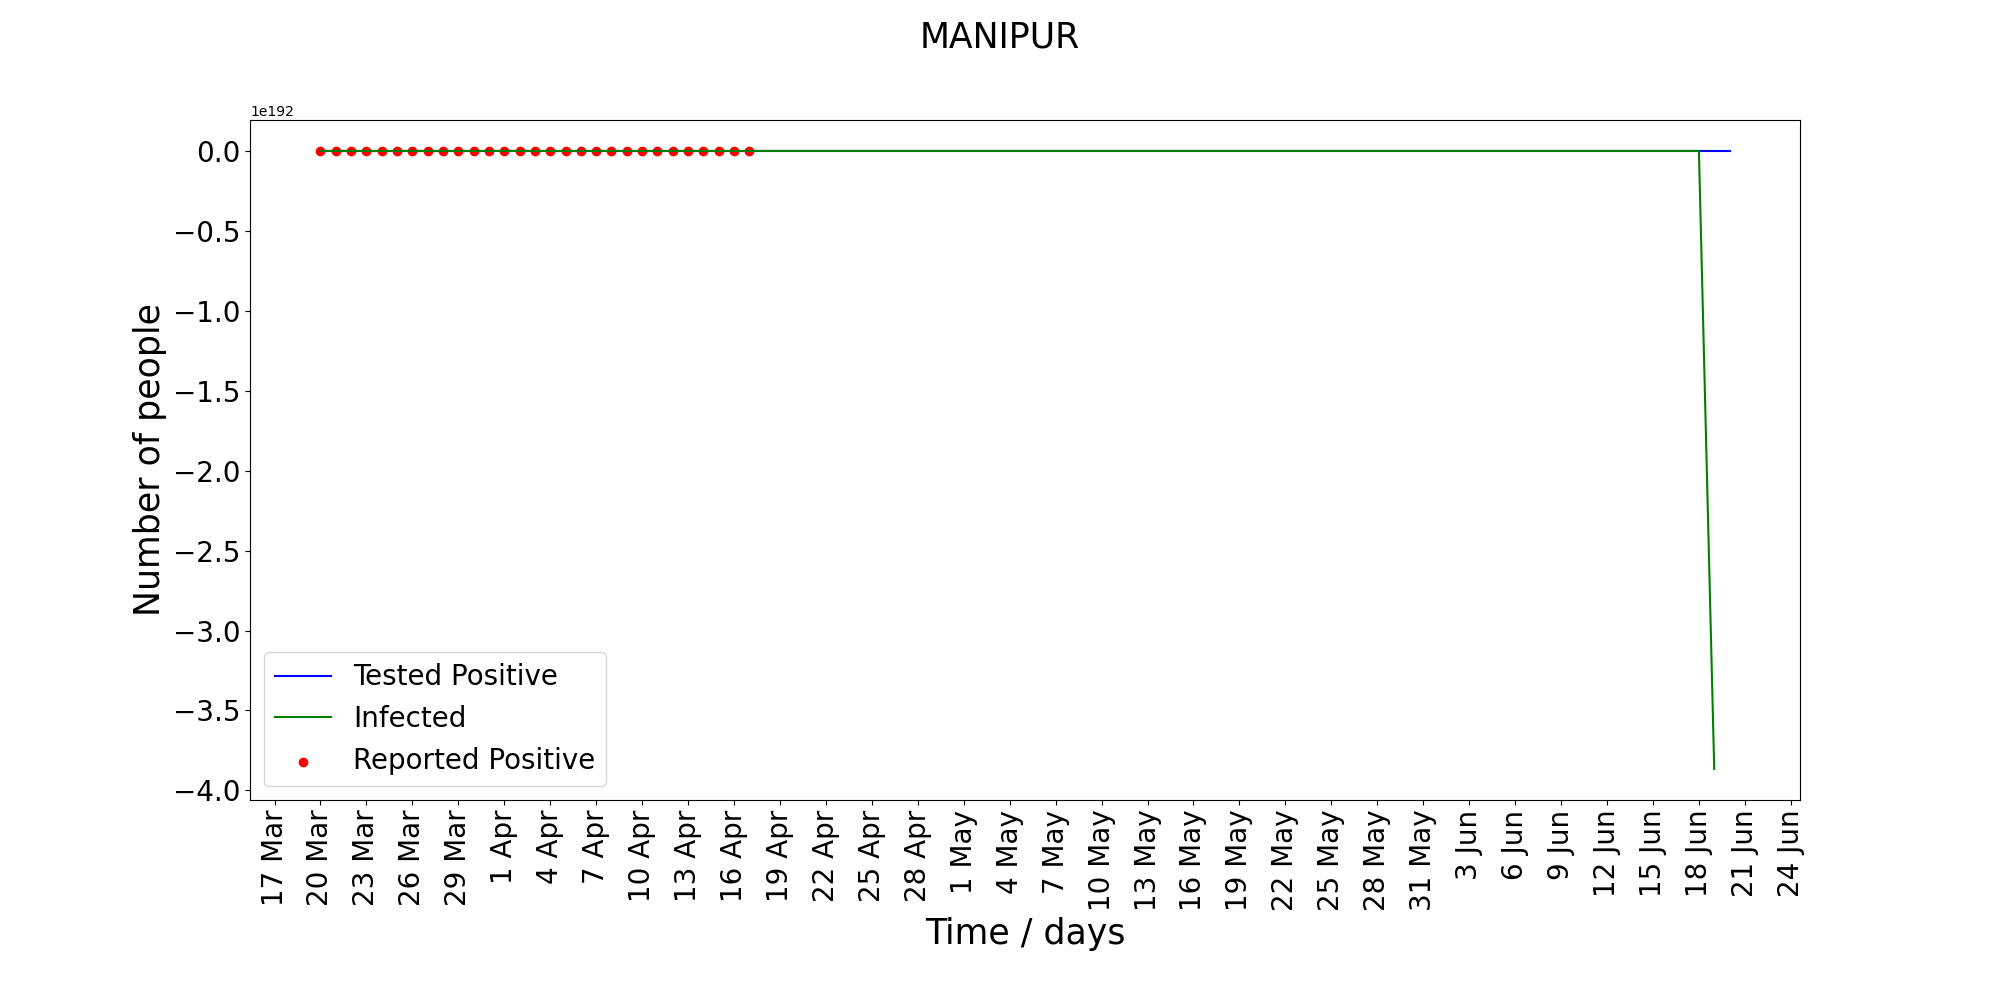 MANIPUR
1e192
0.0
−0.5
−1.0
−1.5
−2.0
−2.5
−3.0
−3.5
−4.0
Number of people
Tested Positive
Infected
Reported Positive
17 Mar
20 Mar
23 Mar
26 Mar
29 Mar
1 Apr
4 Apr
7 Apr
10 Apr
13 Apr
16 Apr
19 Apr
22 Apr
25 Apr
28 Apr
1 May
4 May
7 May
10 May
13 May
16 May
19 May
22 May
25 May
28 May
31 May
3 Jun
6 Jun
9 Jun
12 Jun
15 Jun
18 Jun
21 Jun
24 Jun
Time / days